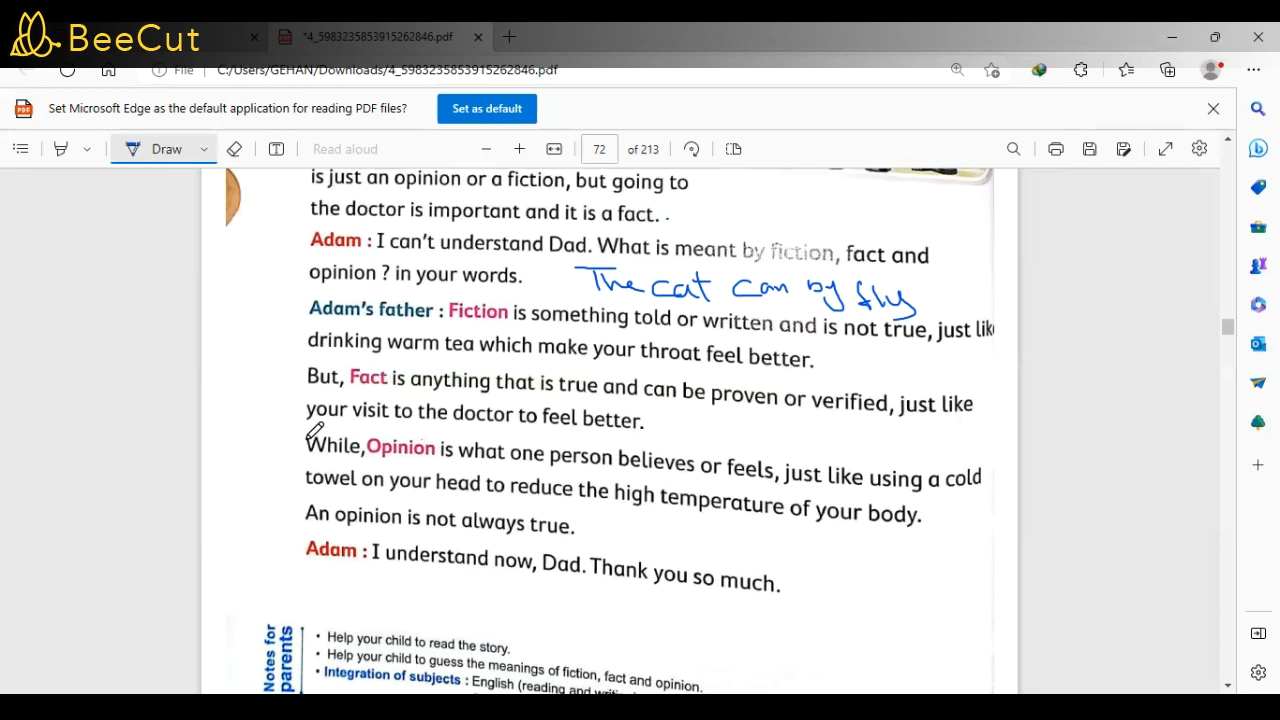 BeeCut
*4_5983235853915262846.pdf
File C:/Users/GEHAN/Downloads/4_5983235853915262846.pdf
Set Microsoft Edge as the default application for reading PDF files? Set as default
Draw Read aloud 72 of 213
is just an opinion or a fiction, but going to
the doctor is important and it is a fact.
Adam : I can't understand Dad. What is meant by fiction, fact and
opinion ? in your words.
The cat can by fly
Adam's father : Fiction is something told or written and is not true, just lik
drinking warm tea which make your throat feel better.
But, Fact is anything that is true and can be proven or verified, just like
your visit to the doctor to feel better.
While, Opinion is what one person believes or feels, just like using a cold
towel on your head to reduce the high temperature of your body.
An opinion is not always true.
Adam : I understand now, Dad. Thank you so much.
Notes for parents
• Help your child to read the story.
• Help your child to guess the meanings of fiction, fact and opinion.
• Integration of subjects : English (reading and